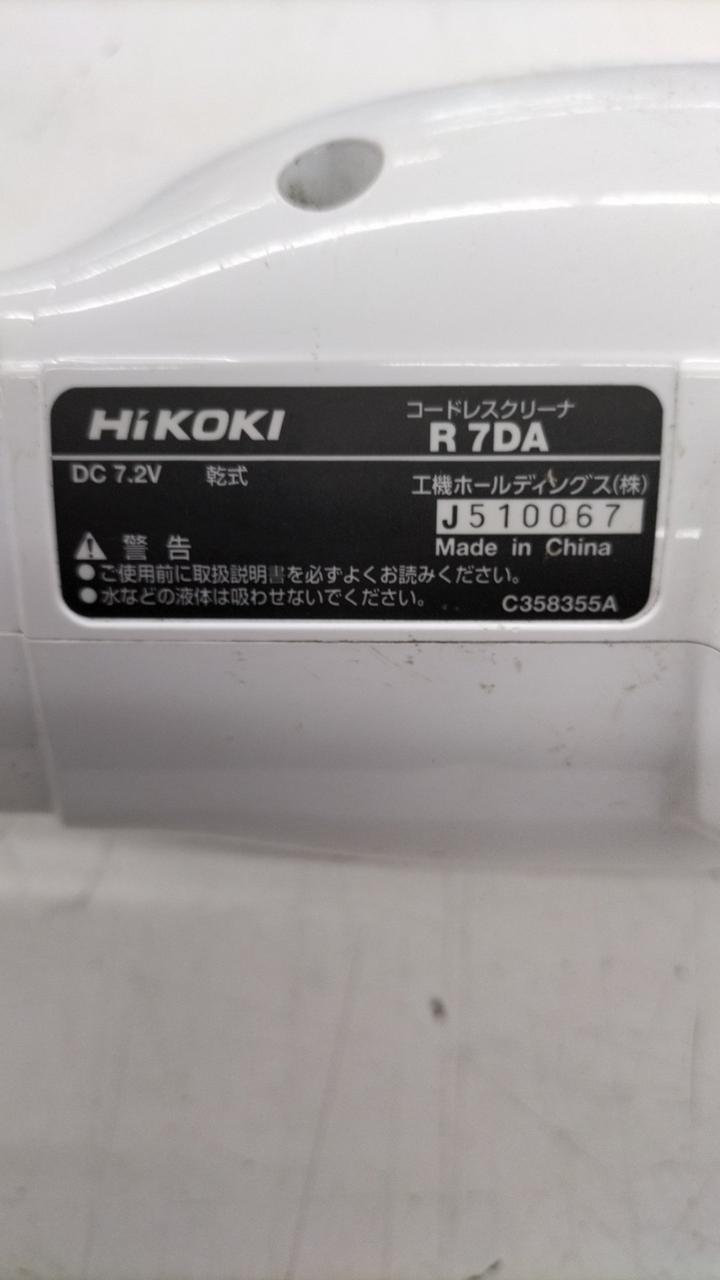 HiKOKI
コードレスクリーナ
R 7DA
DC 7.2V 乾式
工機ホールディングス(株)
J510067
Made in China
警告
●ご使用前に取扱説明書を必ずよくお読みください。
●水などの液体は吸わせないでください。
C358355A